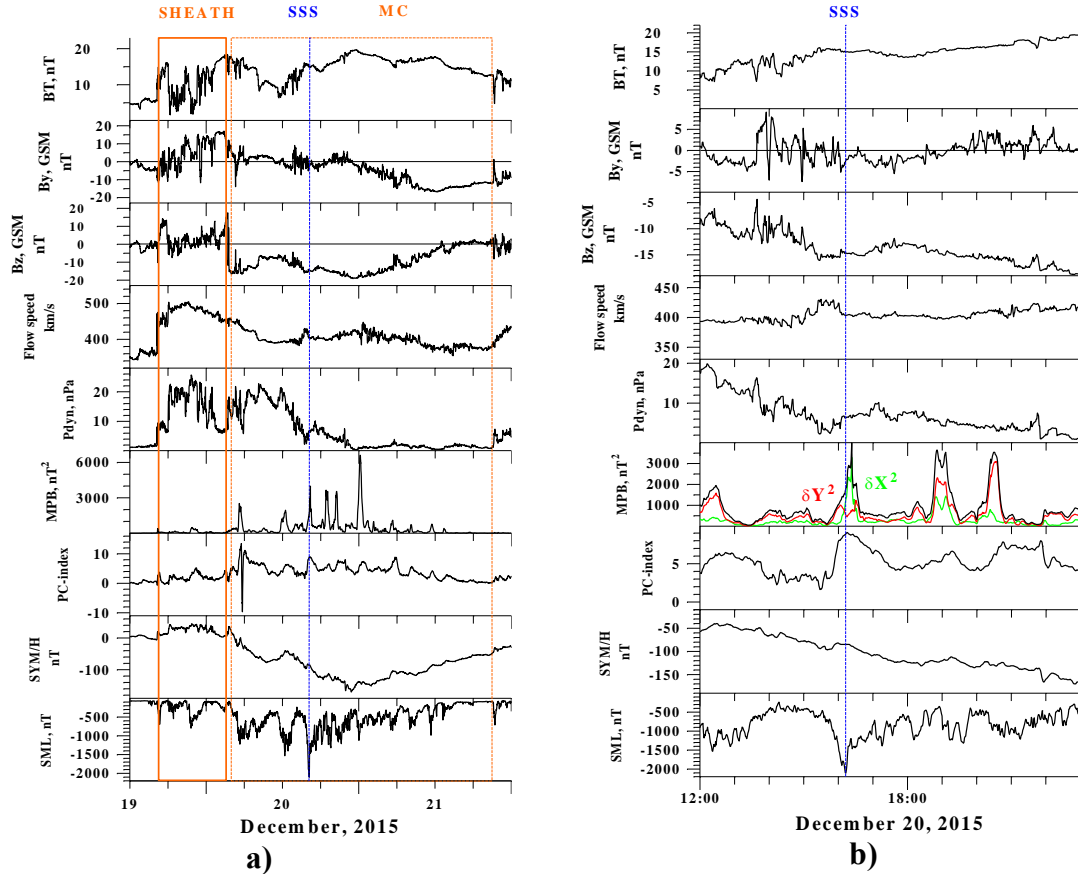 SHEATH SSS MC
20
10
BT, nT
20
10
0
-10
-20
By, GSM
nT
20
10
0
-10
-20
Bz, GSM
nT
500
400
Flow speed
km/s
20
10
Pdyn, nPa
6000
3000
MPB, nT²
10
0
-10
PC-index
0
-100
SYM/H
nT
-500
-1000
-1500
-2000
SML, nT
19 20 21
December, 2015
a)
SSS
20
15
10
5
BT, nT
5
0
-5
By, GSM
nT
-5
-10
-15
Bz, GSM
nT
450
400
350
Flow speed
km/s
20
10
Pdyn, nPa
3000
2000
1000
MPB, nT²
δY² δX²
5
0
PC-index
-50
-100
-150
SYM/H
nT
-500
-1000
-1500
-2000
SML, nT
12:00 18:00
December 20, 2015
b)